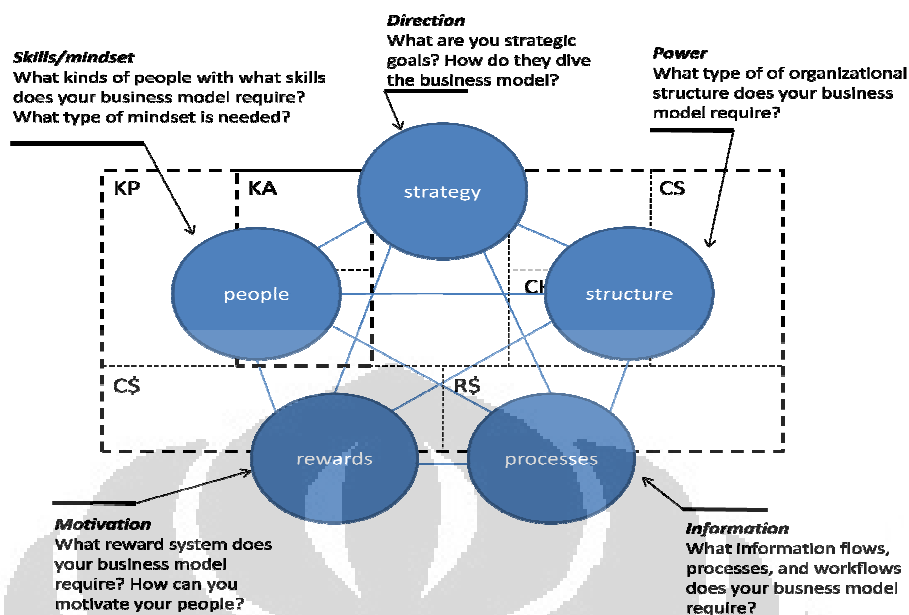 Direction
What are you strategic
goals? How do they dive
the business model?
Skills/mindset
What kinds of people with what skills
does your business model require?
What type of mindset is needed?
Power
What type of of organizational
structure does your business
model require?
KP
KA
strategy
CS
people
structure
C$
R$
rewards
processes
Motivation
What reward system does
your business model
require? How can you
motivate your people?
Information
What information flows,
processes, and workflows
does your busness model
require?